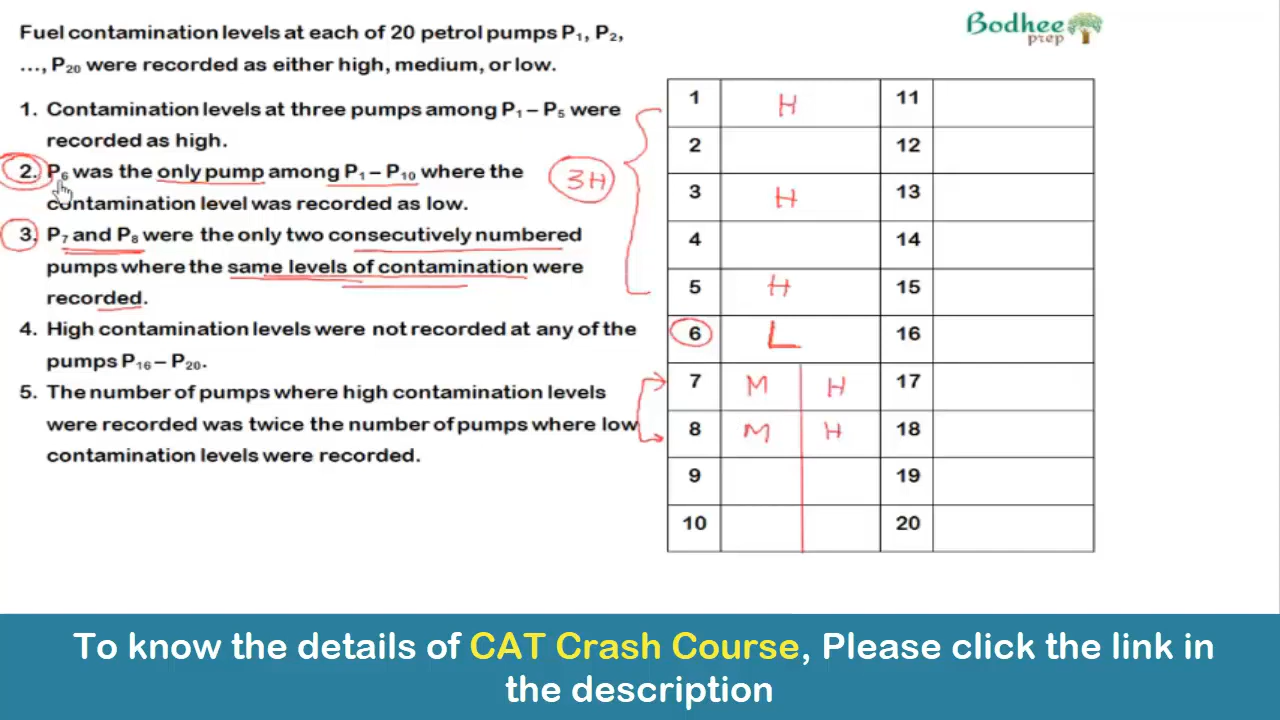 Bodhee
prep
Fuel contamination levels at each of 20 petrol pumps P1, P2,
..., P20 were recorded as either high, medium, or low.
1. Contamination levels at three pumps among P1 – P5 were
recorded as high.
2. P6 was the only pump among P1 – P10 where the
contamination level was recorded as low.
3. P7 and P8 were the only two consecutively numbered
pumps where the same levels of contamination were
recorded.
4. High contamination levels were not recorded at any of the
pumps P16 – P20.
5. The number of pumps where high contamination levels
were recorded was twice the number of pumps where low
contamination levels were recorded.
3H
1 H 11
2 12
3 H 13
4 14
5 H 15
6 L 16
7 M H 17
8 M H 18
9 19
10 20
To know the details of CAT Crash Course, Please click the link in
the description